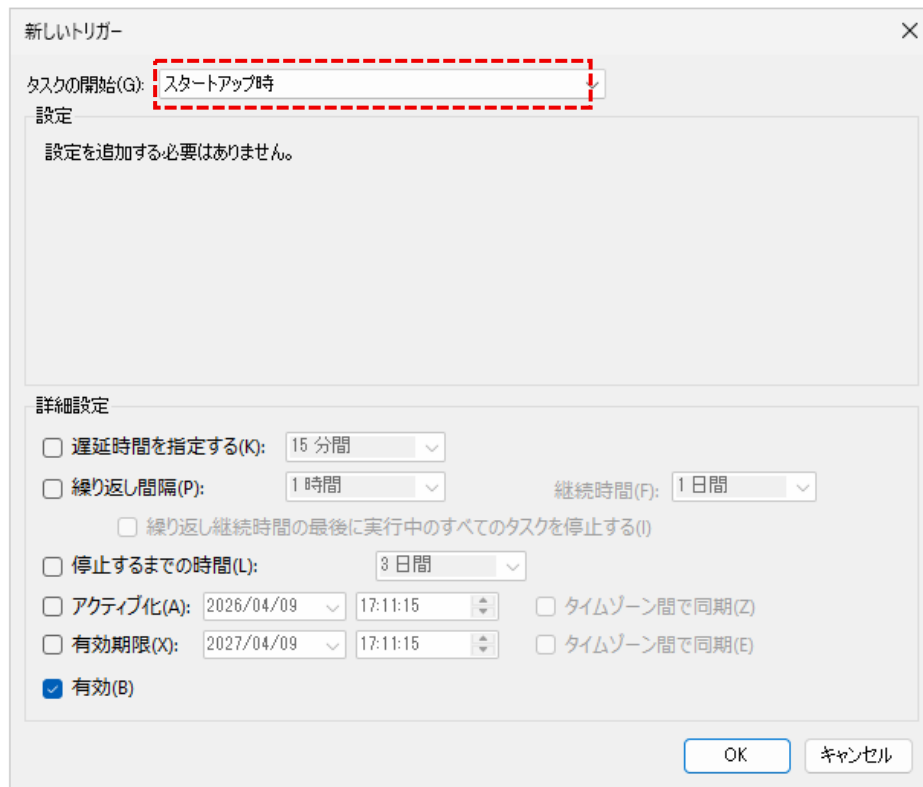 新しいトリガー
タスクの開始(G): スタートアップ時
設定
設定を追加する必要はありません。
詳細設定
遅延時間を指定する(K): 15 分間
繰り返し間隔(P): 1 時間 継続時間(F): 1 日間
繰り返し継続時間の最後に実行中のすべてのタスクを停止する(I)
停止するまでの時間(L): 3 日間
アクティブ化(A): 2026/04/09 17:11:15 タイムゾーン間で同期(Z)
有効期限(X): 2027/04/09 17:11:15 タイムゾーン間で同期(E)
有効(B)
OK キャンセル